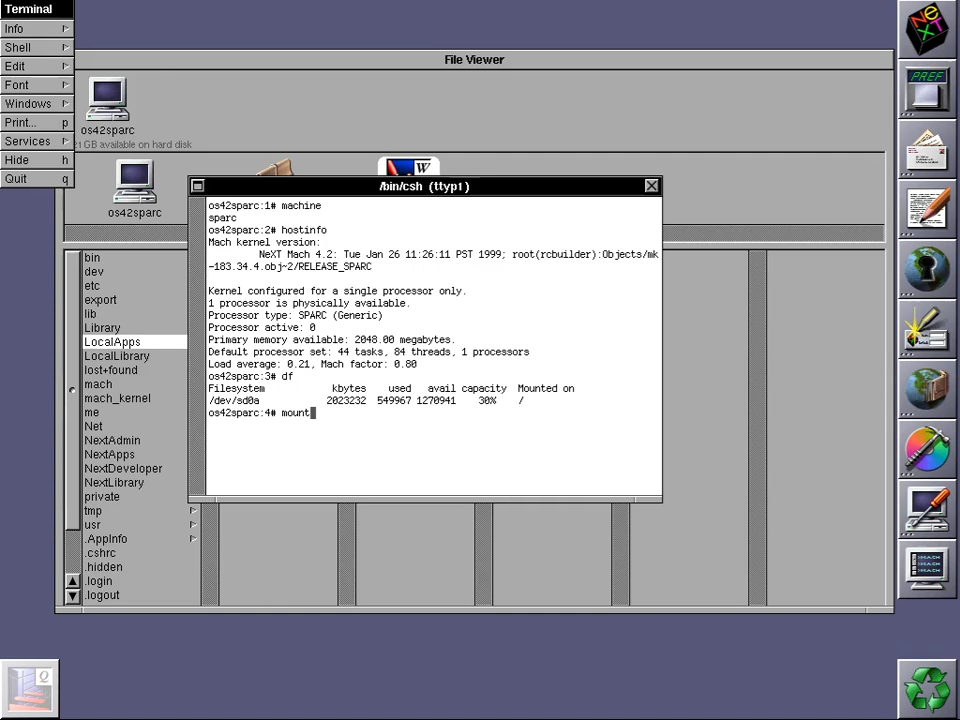 Terminal
Info
Shell
Edit
Font
Windows
Print... p
Services
Hide h
Quit q
File Viewer
os42sparc
GB available on hard disk
os42sparc
W
/bin/csh (ttyp1)
os42sparc:1# machine
sparc
os42sparc:2# hostinfo
Mach kernel version:
NeXT Mach 4.2: Tue Jan 26 11:26:11 PST 1999; root(rcbuilder):Objects/mk
-183.34.4.obj~2/RELEASE_SPARC
Kernel configured for a single processor only.
1 processor is physically available.
Processor type: SPARC (Generic)
Processor active: 0
Primary memory available: 2048.00 megabytes.
Default processor set: 44 tasks, 84 threads, 1 processors
Load average: 0.21, Mach factor: 0.80
os42sparc:3# df
Filesystem kbytes used avail capacity Mounted on
/dev/sd0a 2023232 549967 1270941 30% /
os42sparc:4# mount
bin
dev
etc
export
lib
Library
LocalApps
LocalLibrary
lost+found
mach
mach_kernel
me
Net
NextAdmin
NextApps
NextDeveloper
NextLibrary
private
tmp
usr
.AppInfo
.cshrc
.hidden
.login
.logout
NeXT
PREF
Q